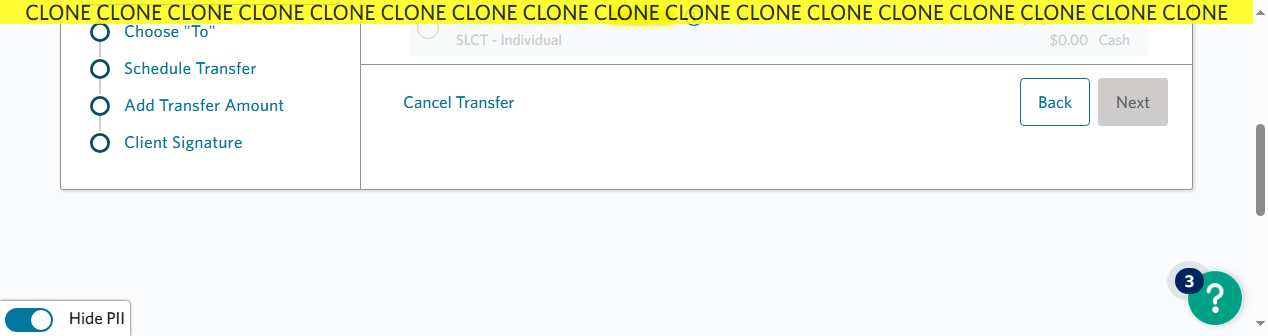 CLONE CLONE CLONE CLONE CLONE CLONE CLONE CLONE CLONE CLONE CLONE CLONE CLONE CLONE CLONE CLONE CLONE
Choose "To"
SLCT - Individual
$0.00 Cash
Schedule Transfer
Add Transfer Amount
Client Signature
Cancel Transfer
Back
Next
3
?
Hide PII